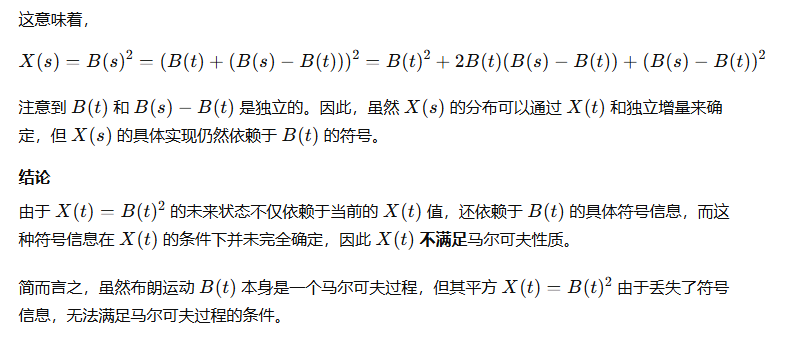 这意味着，
X(s) = B(s)² = (B(t) + (B(s) − B(t)))² = B(t)² + 2B(t)(B(s) − B(t)) + (B(s) − B(t))²
注意到 B(t) 和 B(s) − B(t) 是独立的。因此，虽然 X(s) 的分布可以通过 X(t) 和独立增量来确
定，但 X(s) 的具体实现仍然依赖于 B(t) 的符号。
结论
由于 X(t) = B(t)² 的未来状态不仅依赖于当前的 X(t) 值，还依赖于 B(t) 的具体符号信息，而这
种符号信息在 X(t) 的条件下并未完全确定，因此 X(t) 不满足马尔可夫性质。
简而言之，虽然布朗运动 B(t) 本身是一个马尔可夫过程，但其平方 X(t) = B(t)² 由于丢失了符号
信息，无法满足马尔可夫过程的条件。